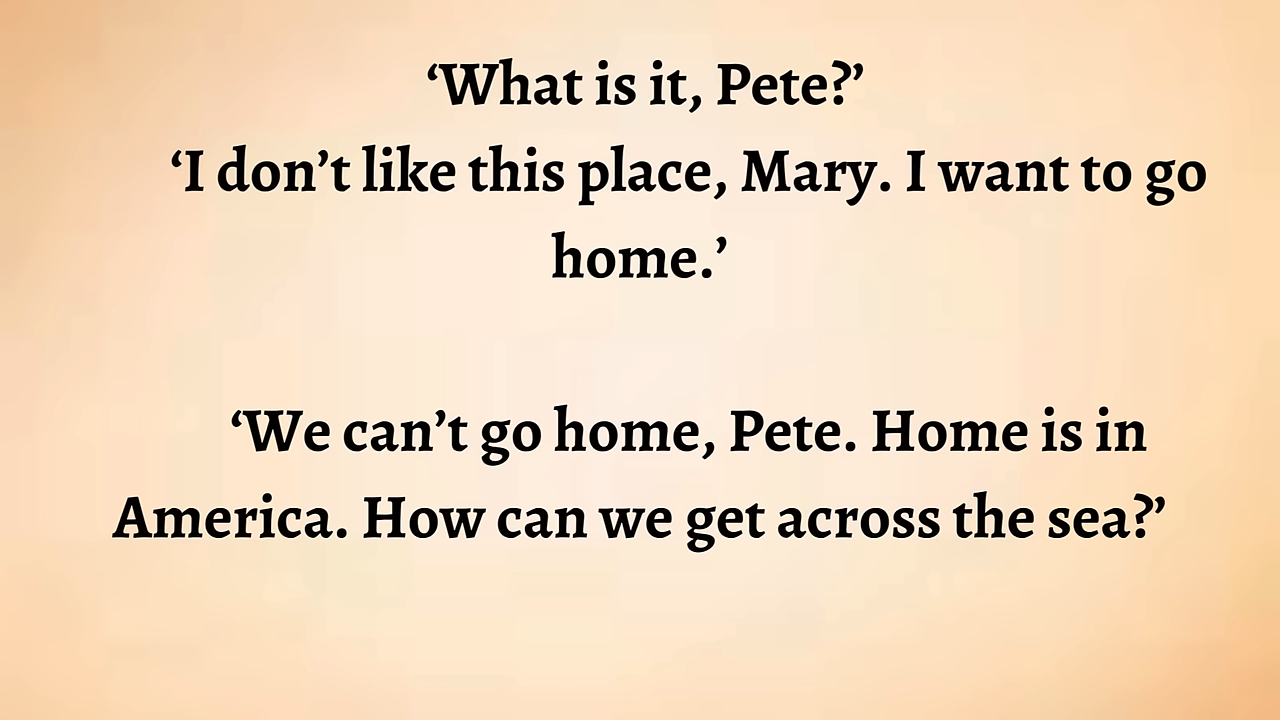 ‘What is it, Pete?’
‘I don’t like this place, Mary. I want to go
home.’
‘We can’t go home, Pete. Home is in
America. How can we get across the sea?’